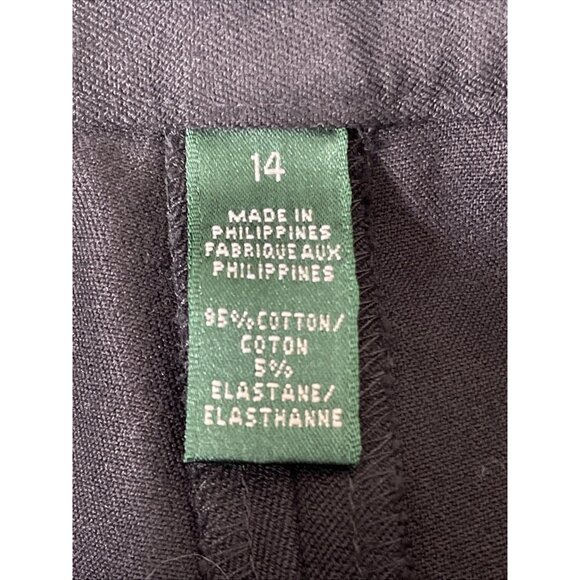 14
MADE IN
PHILIPPINES
FABRIQUE AUX
PHILIPPINES
95% COTTON/
COTON
5%
ELASTANE/
ELASTHANNE